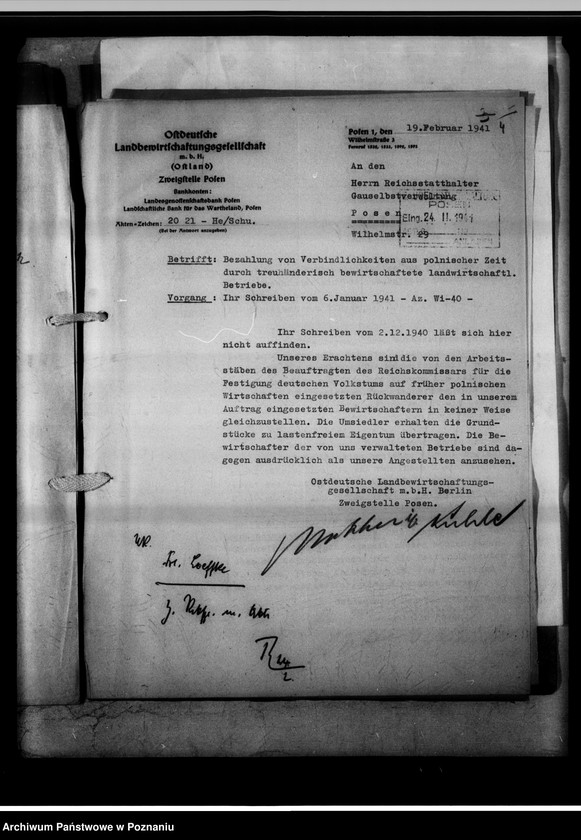 Ostdeutsche
Landbewirtschaftungsgesellschaft
m. b. H.
(Ostland)
Zweigstelle Posen
Bankkonten:
Landesgenossenschaftsbank Posen
Landschaftliche Bank für das Wartheland, Posen
Akten=Zeichen: 20 21 - He/Schu.
(Bei der Antwort anzugeben)
Posen 1, den 19.Februar 1941
Wilhelmstraße 3
4
An den
Herrn Reichsstatthalter
Gauselbstverwaltung
P o s e n
Wilhelmstr. 29
POSEN
Eing. 24. II. 1941
Betrifft: Bezahlung von Verbindlichkeiten aus polnischer Zeit
durch treuhänderisch bewirtschaftete landwirtschaftl.
Betriebe.
Vorgang : Ihr Schreiben vom 6.Januar 1941 - Az. Wi-40 -
Ihr Schreiben vom 2.12.1940 läßt sich hier
nicht auffinden.
Unseres Erachtens sind die von den Arbeits-
stäben des Beauftragten des Reichskommissars für die
Festigung deutschen Volkstums auf früher polnischen
Wirtschaften eingesetzten Rückwanderer den in unserem
Auftrag eingesetzten Bewirtschaftern in keiner Weise
gleichzustellen. Die Umsiedler erhalten die Grund-
stücke zu lastenfreiem Eigentum übertragen. Die Be-
wirtschafter der von uns verwalteten Betriebe sind da-
gegen ausdrücklich als unsere Angestellten anzusehen.
Ostdeutsche Landbewirtschaftungs-
gesellschaft m.b.H. Berlin
Zweigstelle Posen.
Archiwum Państwowe w Poznaniu